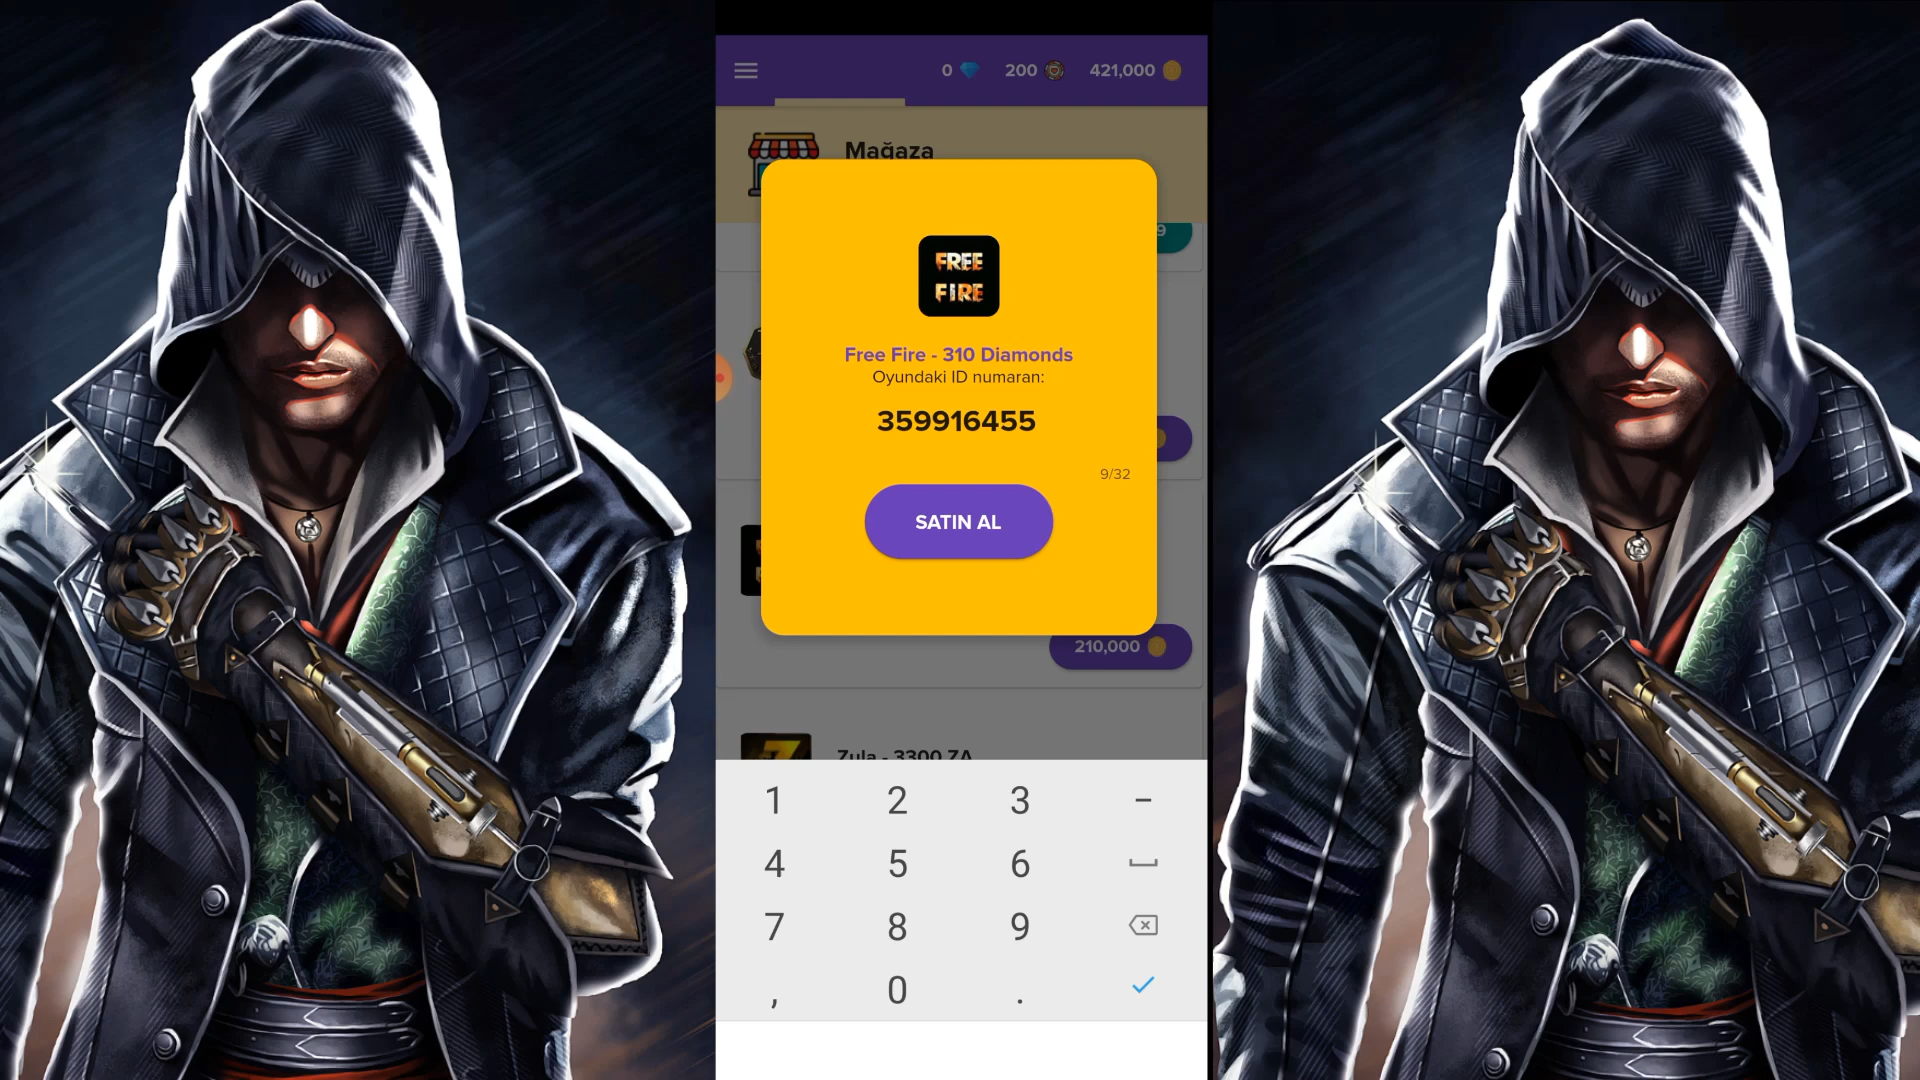 0 200 421,000
Mağaza
9
FREE
FIRE
Free Fire - 310 Diamonds
Oyundaki ID numaran:
359916455
9/32
SATIN AL
210,000
Zula - 3300 ZA
1 2 3 -
4 5 6
7 8 9
, 0 .